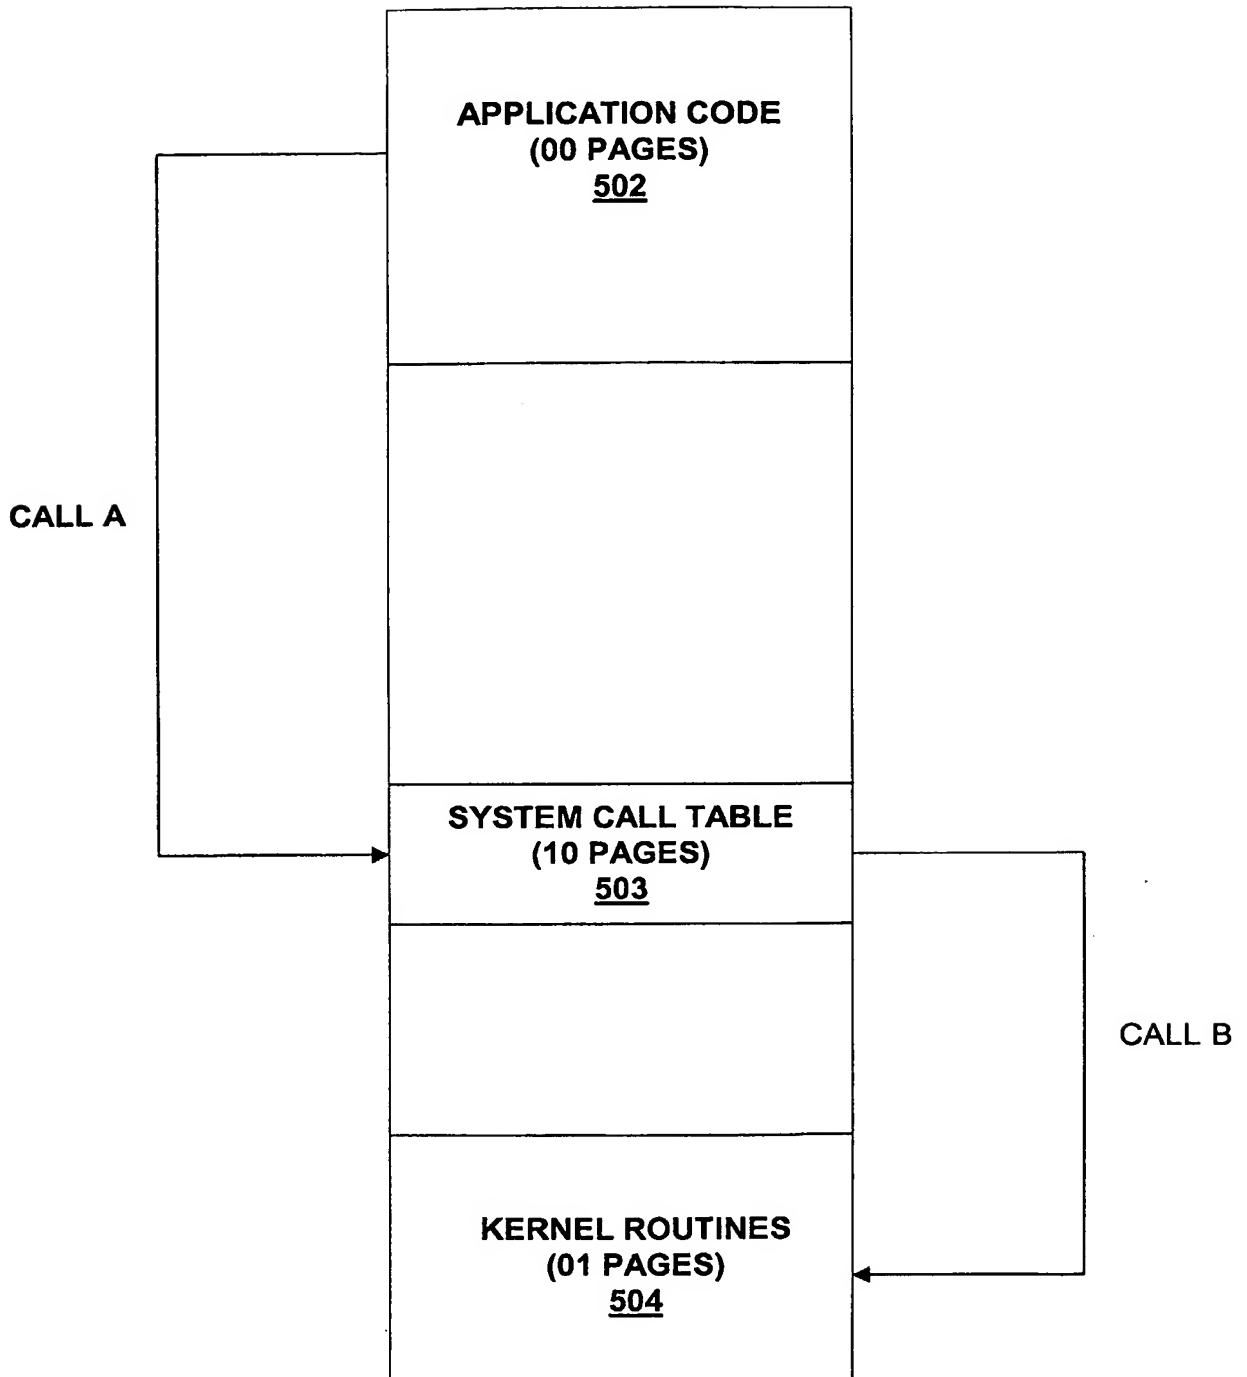 APPLICATION CODE
(00 PAGES)
502
CALL A
SYSTEM CALL TABLE
(10 PAGES)
503
CALL B
KERNEL ROUTINES
(01 PAGES)
504